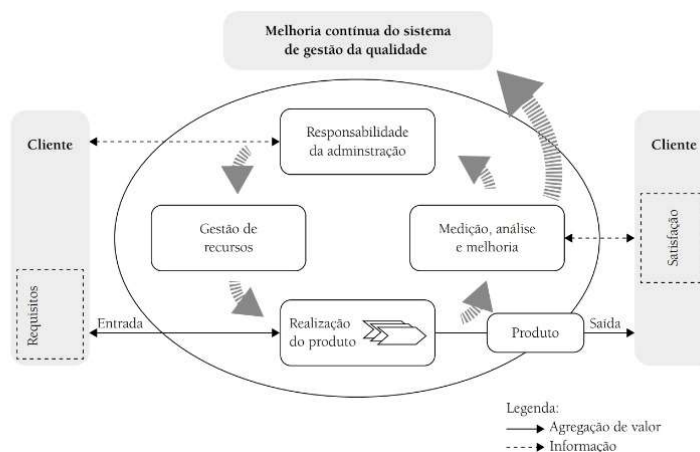 Melhoria contínua do sistema
de gestão da qualidade
Cliente
Responsabilidade
da adminstração
Cliente
Gestão de
recursos
Medição, análise
e melhoria
Satisfação
Requisitos
Entrada
Realização
do produto
Produto
Saída
Legenda:
Agregação de valor
Informação